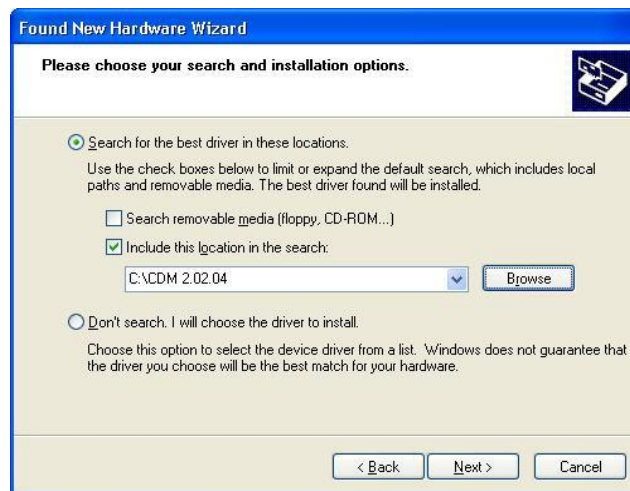 Found New Hardware Wizard
Please choose your search and installation options.
Search for the best driver in these locations.
Use the check boxes below to limit or expand the default search, which includes local
paths and removable media. The best driver found will be installed.
Search removable media (floppy, CD-ROM...)
Include this location in the search:
C:\CDM 2.02.04
Browse
Don't search. I will choose the driver to install.
Choose this option to select the device driver from a list. Windows does not guarantee that
the driver you choose will be the best match for your hardware.
< Back
Next >
Cancel